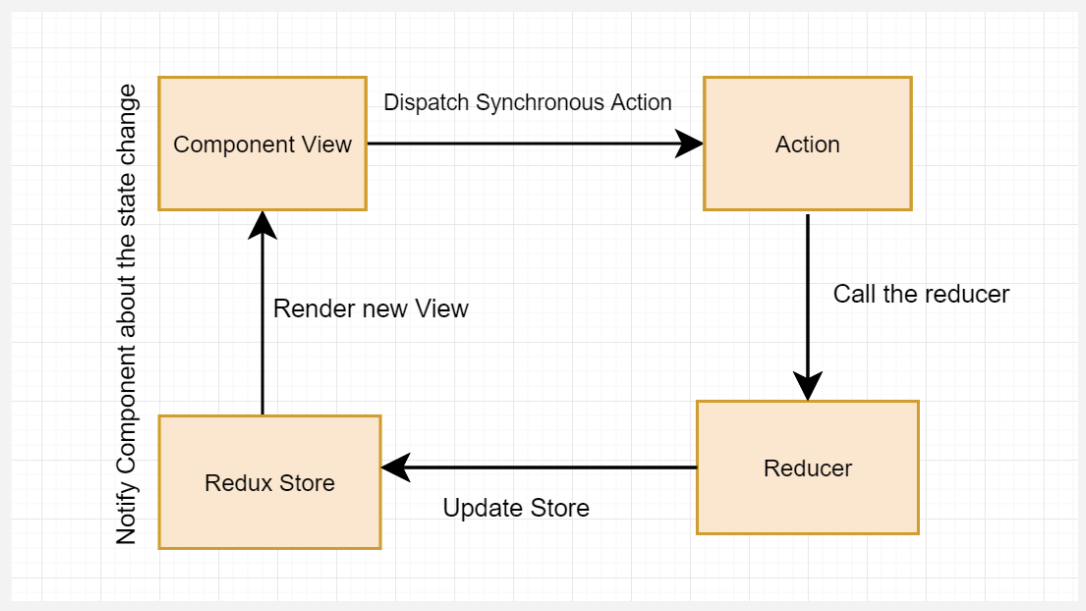 Notify Component about the state change
Component View
Dispatch Synchronous Action
Action
Render new View
Call the reducer
Redux Store
Update Store
Reducer